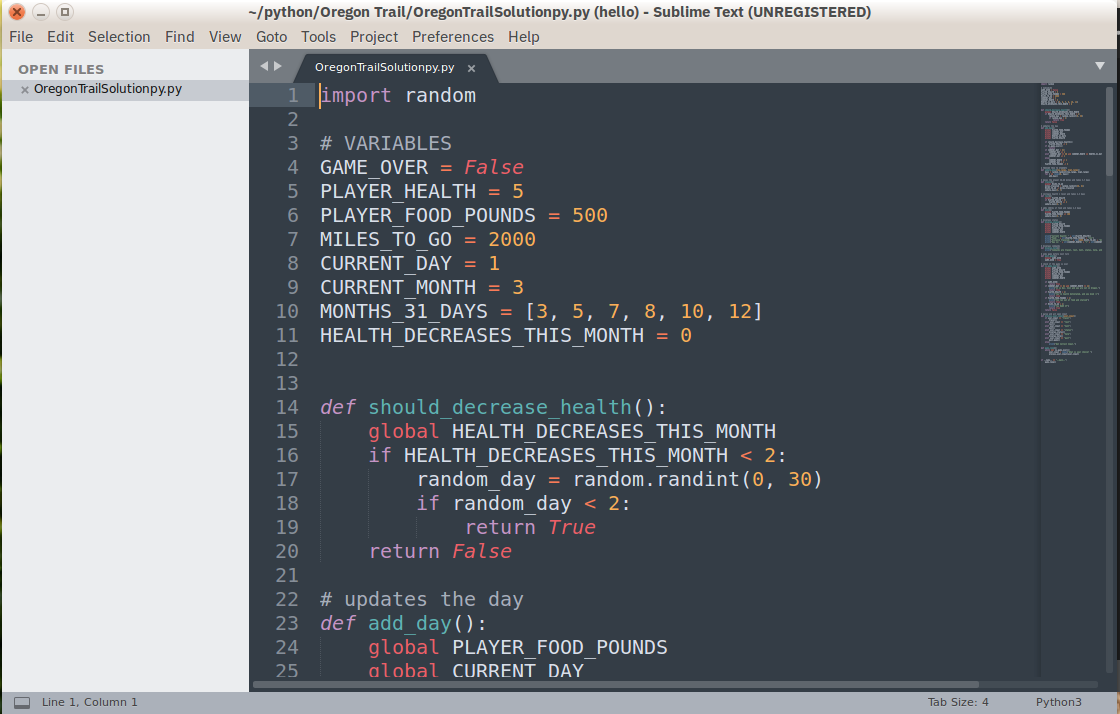 ~/python/Oregon Trail/OregonTrailSolutionpy.py (hello) - Sublime Text (UNREGISTERED)
File Edit Selection Find View Goto Tools Project Preferences Help
OPEN FILES
OregonTrailSolutionpy.py
OregonTrailSolutionpy.py
1 import random
2
3 # VARIABLES
4 GAME_OVER = False
5 PLAYER_HEALTH = 5
6 PLAYER_FOOD_POUNDS = 500
7 MILES_TO_GO = 2000
8 CURRENT_DAY = 1
9 CURRENT_MONTH = 3
10 MONTHS_31_DAYS = [3, 5, 7, 8, 10, 12]
11 HEALTH_DECREASES_THIS_MONTH = 0
12
13
14 def should_decrease_health():
15     global HEALTH_DECREASES_THIS_MONTH
16     if HEALTH_DECREASES_THIS_MONTH < 2:
17         random_day = random.randint(0, 30)
18         if random_day < 2:
19             return True
20     return False
21
22 # updates the day
23 def add_day():
24     global PLAYER_FOOD_POUNDS
25     global CURRENT_DAY
Line 1, Column 1
Tab Size: 4
Python3